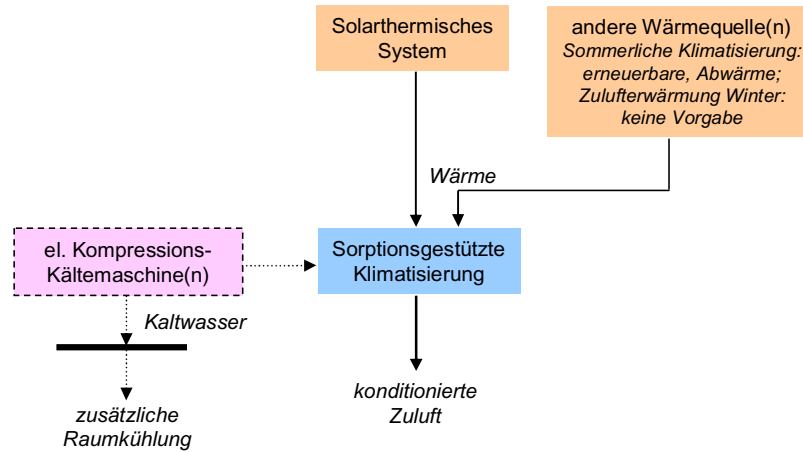 Solarthermisches
System
andere Wärmequelle(n)
Sommerliche Klimatisierung:
erneuerbare, Abwärme;
Zulufterwärmung Winter:
keine Vorgabe
Wärme
el. Kompressions-
Kältemaschine(n)
Sorptionsgestützte
Klimatisierung
Kaltwasser
konditionierte
Zuluft
zusätzliche
Raumkühlung